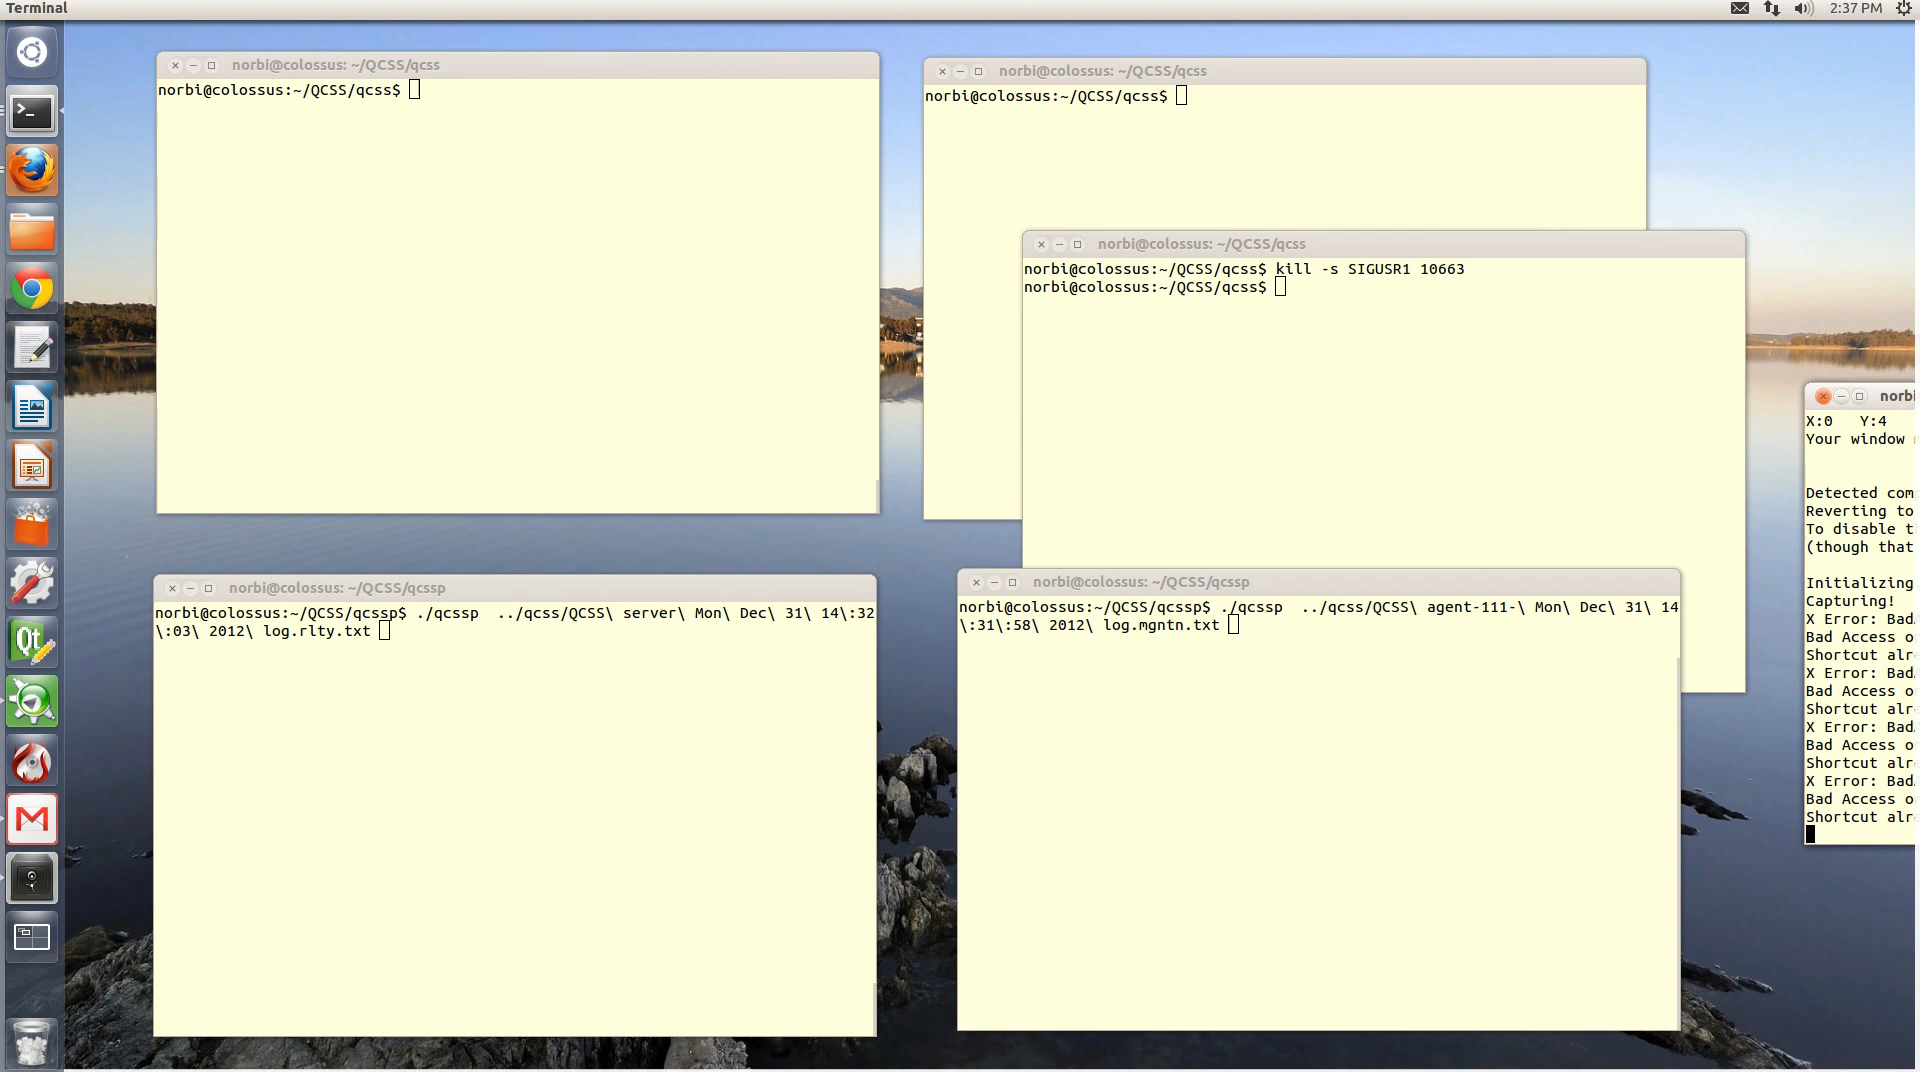 Terminal
2:37 PM
norbi@colossus: ~/QCSS/qcss
norbi@colossus:~/QCSS/qcss$
norbi@colossus: ~/QCSS/qcss
norbi@colossus:~/QCSS/qcss$
norbi@colossus: ~/QCSS/qcss
norbi@colossus:~/QCSS/qcss$ kill -s SIGUSR1 10663
norbi@colossus:~/QCSS/qcss$
norbi
X:0   Y:4
Your window
Detected com
Reverting to
To disable t
(though that
Initializing
Capturing!
X Error: Bad
Bad Access o
Shortcut alr
X Error: Bad
Bad Access o
Shortcut alr
X Error: Bad
Bad Access o
Shortcut alr
X Error: Bad
Bad Access o
Shortcut alr
norbi@colossus: ~/QCSS/qcssp
norbi@colossus:~/QCSS/qcssp$ ./qcssp  ../qcss/QCSS\ server\ Mon\ Dec\ 31\ 14\:32
\:03\ 2012\ log.rlty.txt
norbi@colossus: ~/QCSS/qcssp
norbi@colossus:~/QCSS/qcssp$ ./qcssp  ../qcss/QCSS\ agent-111-\ Mon\ Dec\ 31\ 14
\:31\:58\ 2012\ log.mgntn.txt
Qt